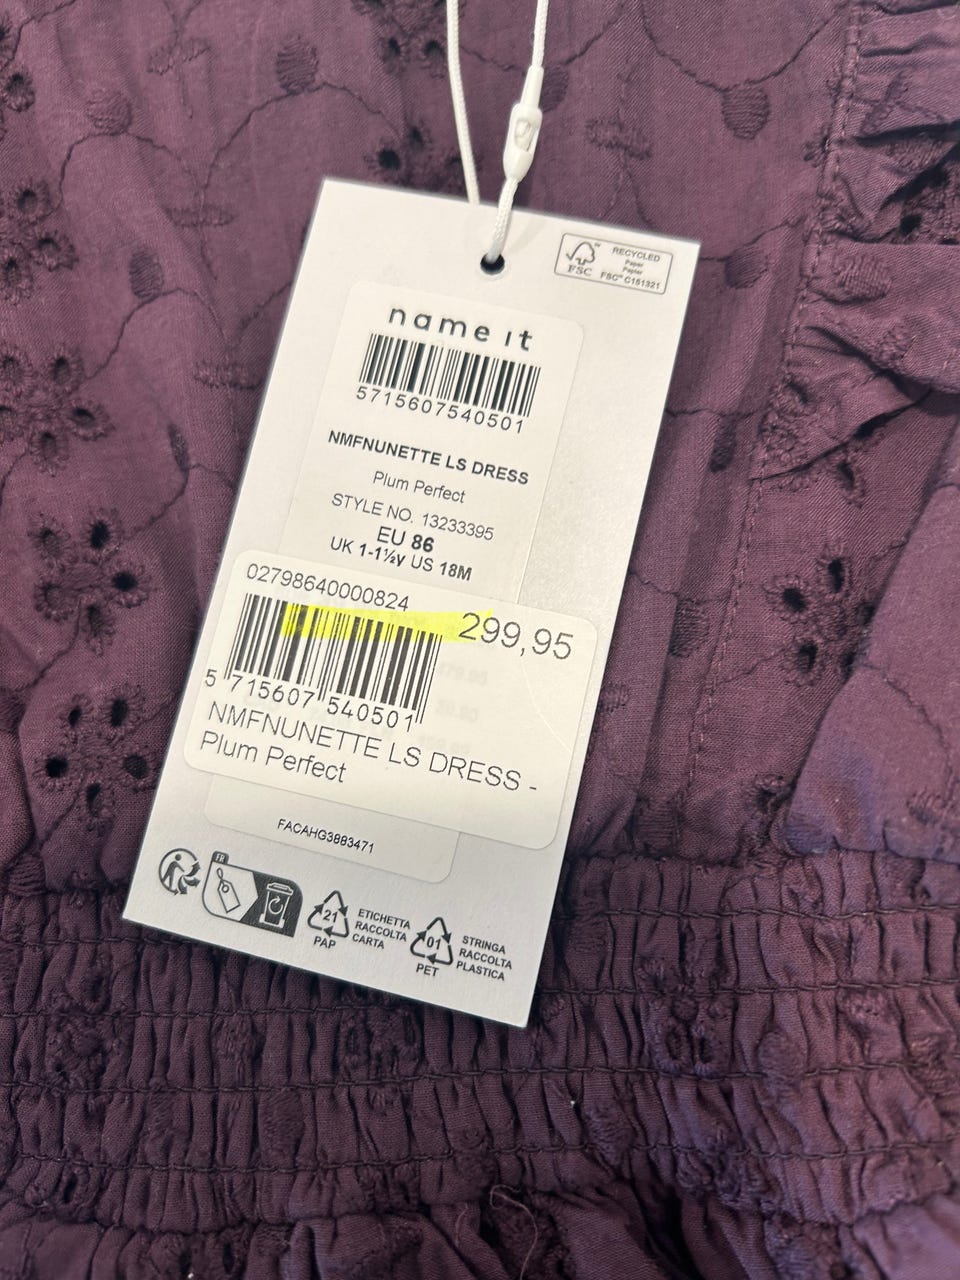 FSC™
RECYCLED
Paper
Papier
FSC™ C151321
name it
5715607540501
NMFNUNETTE LS DRESS
Plum Perfect
STYLE NO. 13233395
EU 86
UK 1-1½y US 18M
02798640000824
299,95
5 715607 540501
NMFNUNETTE LS DRESS -
Plum Perfect
FACAHG3883471
FR
21
PAP
ETICHETTA
RACCOLTA
CARTA
01
PET
STRINGA
RACCOLTA
PLASTICA